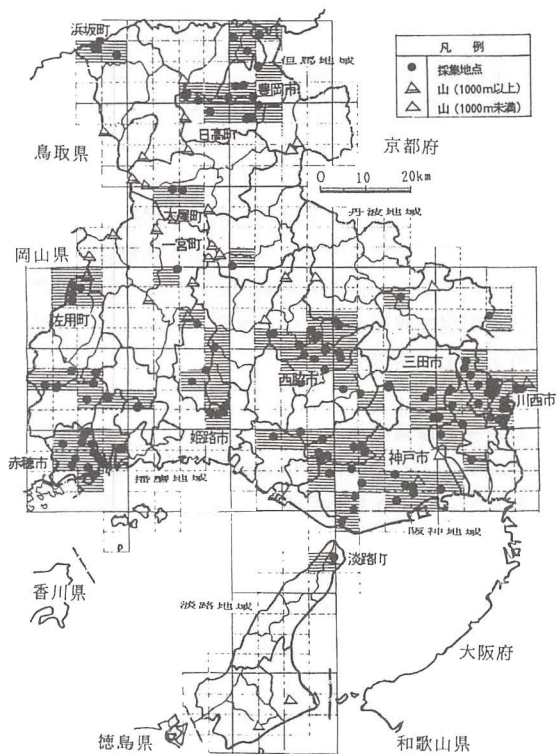 浜坂町
但馬地域
豊岡市
日高町
鳥取県
京都府
凡 例
採集地点
山（1000m以上）
山（1000m未満）
0 10 20km
大屋町
丹波地域
一宮町
岡山県
佐用町
三田市
西脇市
川西市
姫路市
神戸市
赤穂市
播磨地域
阪神地域
淡路町
香川県
淡路地域
大阪府
徳島県
和歌山県